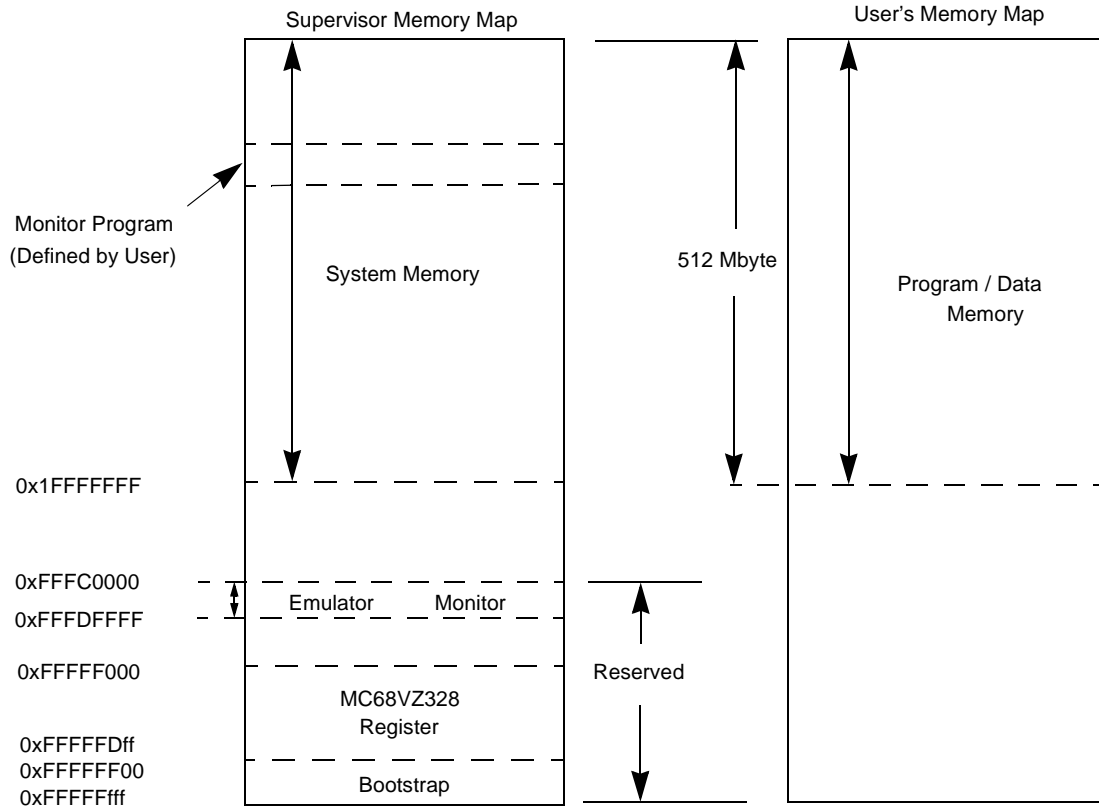 Supervisor Memory Map
User's Memory Map
Monitor Program
(Defined by User)
System Memory
512 Mbyte
Program / Data
Memory
0x1FFFFFFF
0xFFFC0000
Emulator Monitor
0xFFFDFFFF
0xFFFFF000
Reserved
MC68VZ328
Register
0xFFFFFDff
0xFFFFFF00
Bootstrap
0xFFFFFfff